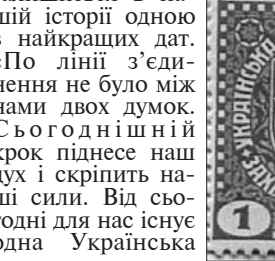 шій історії одною
найкращих дат.
По лінії з’єди-
нення не було між
нами двох думок.
Сьогоднішній
крок піднесе наш
дух і скріпить на-
ші сили. Від сьо-
годні для нас існує
одна Українська
1